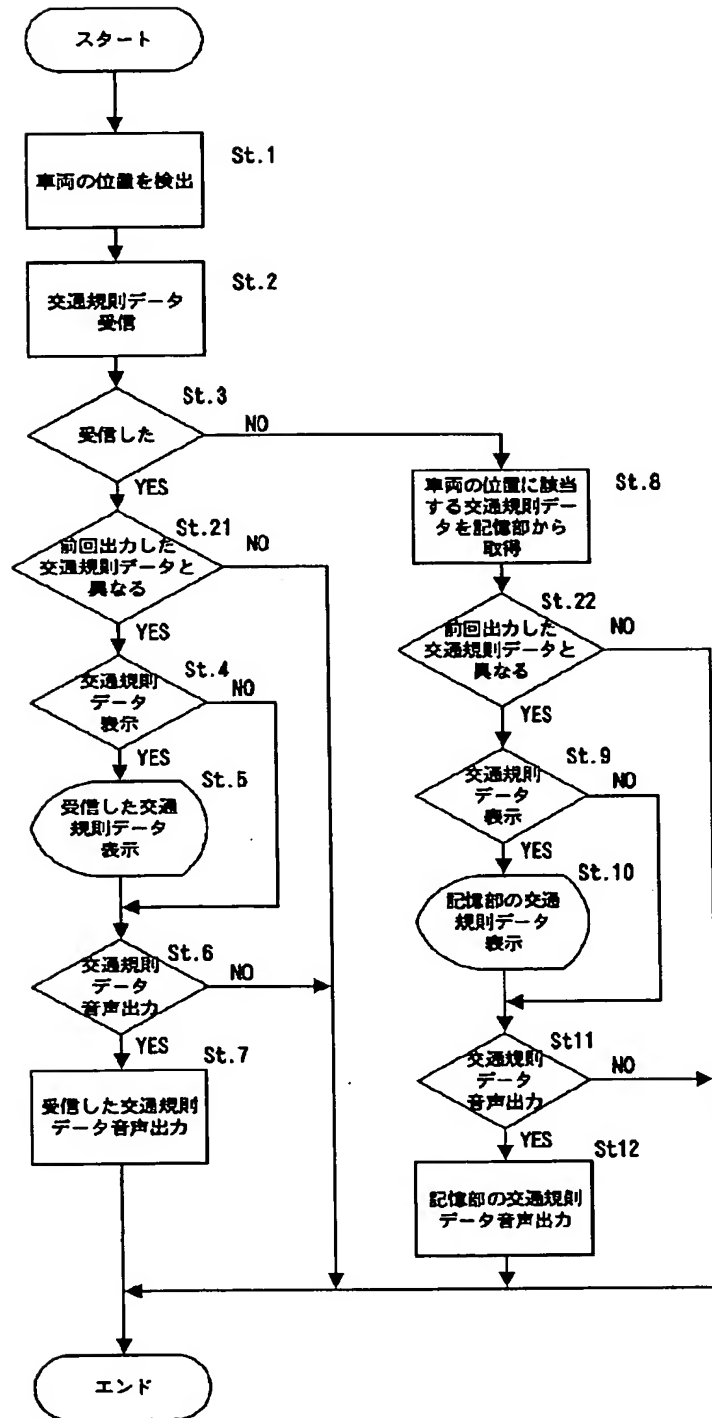 スタート
St.1
車両の位置を検出
St.2
交通規則データ
受信
St.3
受信した
NO
YES
St.21
前回出力した
交通規則データと
異なる
NO
YES
St.4
交通規則
データ
表示
NO
YES
St.5
受信した交通
規則データ
表示
St.6
交通規則
データ
音声出力
NO
YES
St.7
受信した交通規則
データ音声出力
St.8
車両の位置に該当
する交通規則デー
タを記憶部から
取得
St.22
前回出力した
交通規則データと
異なる
NO
YES
St.9
交通規則
データ
表示
NO
YES
St.10
記憶部の交通
規則データ
表示
St11
交通規則
データ
音声出力
NO
YES
St12
記憶部の交通規則
データ音声出力
エンド